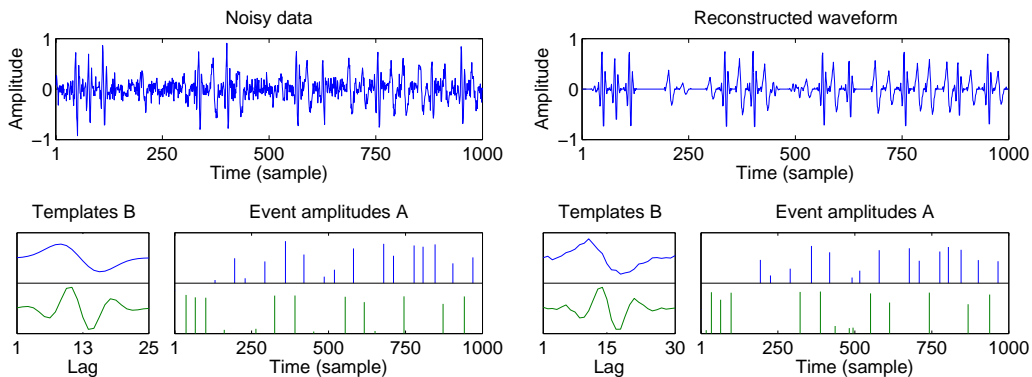 Noisy data
Amplitude
1
0
−1
1 250 500 750 1000
Time (sample)
Reconstructed waveform
Amplitude
1
0
−1
1 250 500 750 1000
Time (sample)
Templates B
1 13 25
Lag
Event amplitudes A
1 250 500 750 1000
Time (sample)
Templates B
1 15 30
Lag
Event amplitudes A
1 250 500 750 1000
Time (sample)